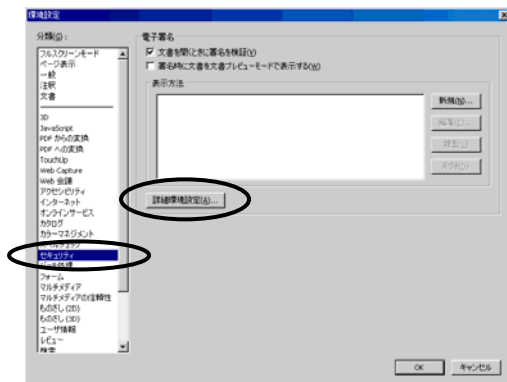 環境設定
分類(G):
フルスクリーンモード
ページ表示
一般
注釈
文書
3D
JavaScript
PDF からの変換
PDF への変換
TouchUp
Web Capture
Web 会議
アクセシビリティ
インターネット
オンラインサービス
カタログ
カラーマネジメント
スペルチェック
セキュリティ
フォーム
マルチメディア
マルチメディアの信頼性
ものさし (2D)
ものさし (3D)
ユーザ情報
レビュー
検索
電子署名
文書を開くときに署名を検証(V)
署名時に文書を文書プレビューモードで表示する(W)
表示方法
新規(N)...
編集(I)...
複製(L)
削除(D)
詳細環境設定(A)...
OK
キャンセル